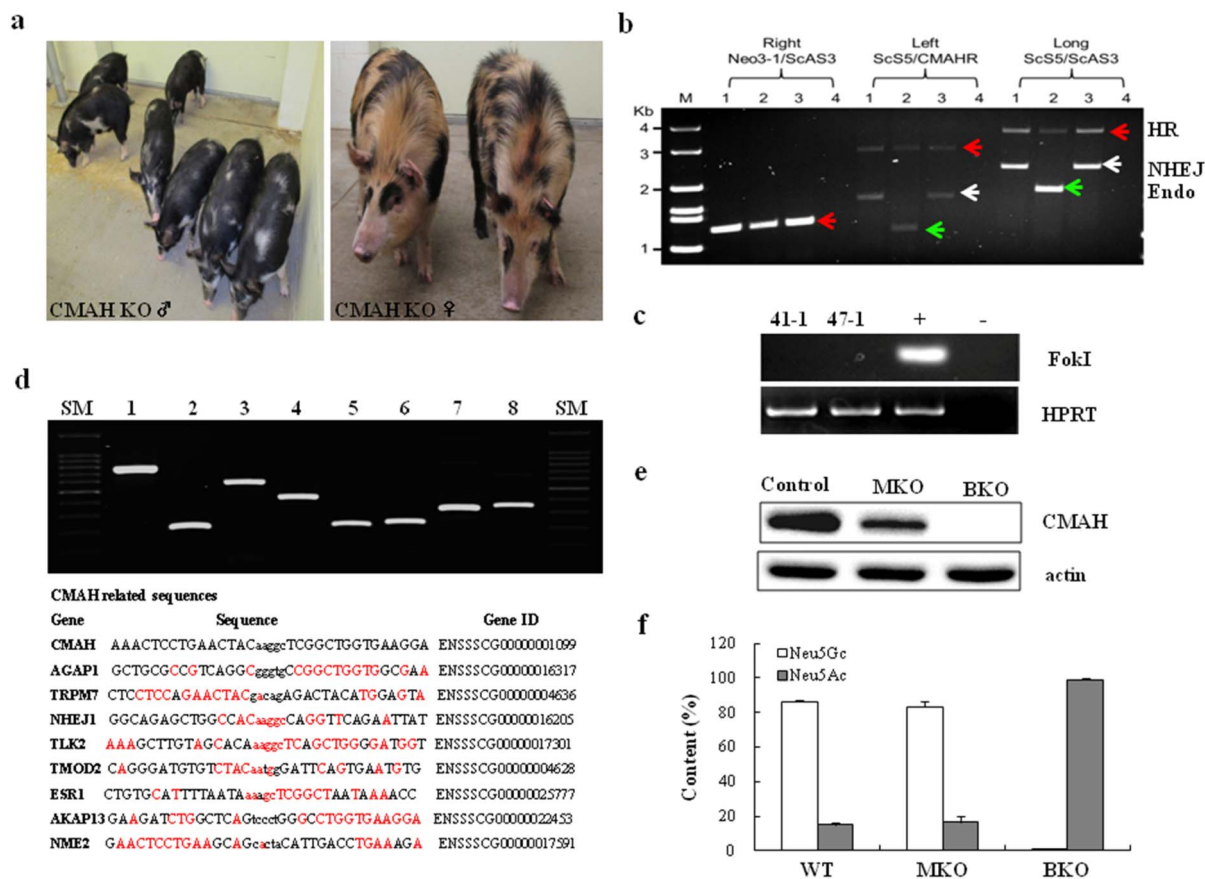 a
CMAH KO ♂
CMAH KO ♀
b
Right
Neo3-1/ScAS3
Left
ScS5/CMAHR
Long
ScS5/ScAS3
Kb M 1 2 3 4 1 2 3 4 1 2 3 4
4
3
2
1
HR
NHEJ
Endo
c
41-1 47-1 + -
FokI
HPRT
d
SM 1 2 3 4 5 6 7 8 SM
CMAH related sequences
Gene Sequence Gene ID
CMAH AAACTCCTGAACTACaaggcTCGGCTGGTGAAGGA ENSSSCG00000001099
AGAP1 GCTGCGCCGTCAGGCgggtgCCGGCTGGTGGCGAA ENSSSCG00000016317
TRPM7 CTCCTCCAGAACTACgacagAGACTACATGGAGTA ENSSSCG00000004636
NHEJ1 GGCAGAGCTGGCCACaaggcCAGGTTCAGAATTAT ENSSSCG00000016205
TLK2 AAAGCTTGTAGCACAaaggcTCAGCTGGGGATGGT ENSSSCG00000017301
TMOD2 CAGGGATGTGTCTACaatggGATTCAGTGAATGTG ENSSSCG00000004628
ESR1 CTGTGCATTTTAATAaaagcTCGGCTAATAAACC ENSSSCG00000025777
AKAP13 GAAGATCTGGCTCAGtccctGGGCCTGGTGAAGGA ENSSSCG00000022453
NME2 GAACTCCTGAAGCAGcactaCATTGACCTGAAAGA ENSSSCG00000017591
e
Control MKO BKO
CMAH
actin
f
Content (%)
120
100
80
60
40
20
0
Neu5Gc
Neu5Ac
WT MKO BKO